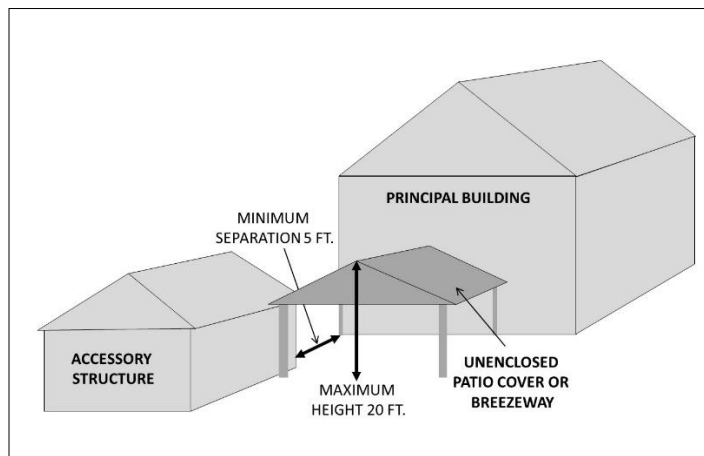 PRINCIPAL BUILDING
MINIMUM
SEPARATION 5 FT.
ACCESSORY
STRUCTURE
MAXIMUM
HEIGHT 20 FT.
UNENCLOSED
PATIO COVER OR
BREEZEWAY